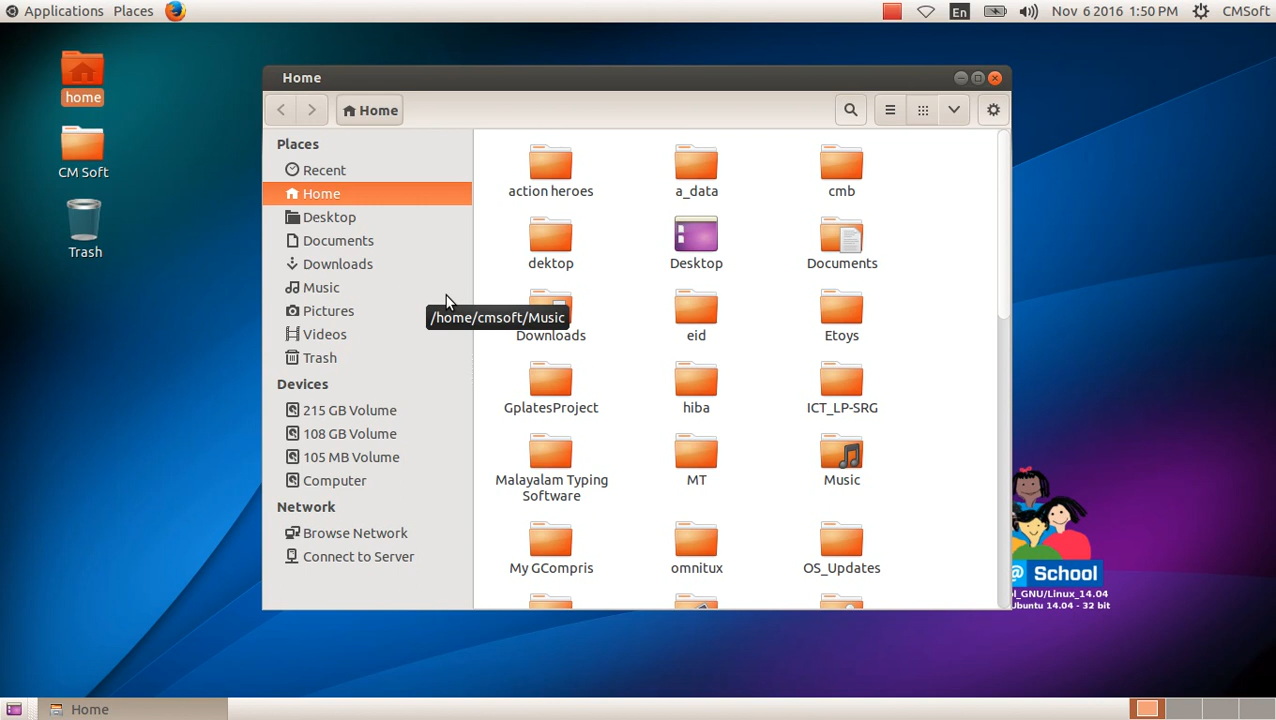 Applications Places En Nov 6 2016 1:50 PM CMSoft
home
CM Soft
Trash
Home
Home
Places
Recent
Home
Desktop
Documents
Downloads
Music
Pictures
Videos
Trash
Devices
215 GB Volume
108 GB Volume
105 MB Volume
Computer
Network
Browse Network
Connect to Server
/home/cmsoft/Music
action heroes a_data cmb
dektop Desktop Documents
Downloads eid Etoys
GplatesProject hiba ICT_LP-SRG
Malayalam Typing Software MT Music
My GCompris omnitux OS_Updates
@ School
ol_GNU/Linux_14.04
Ubuntu 14.04 - 32 bit
Home